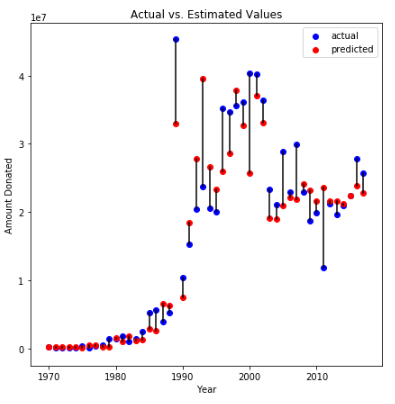 Actual vs. Estimated Values
1e7
actual
predicted
4
3
2
1
0
Amount Donated
1970
1980
1990
2000
2010
Year